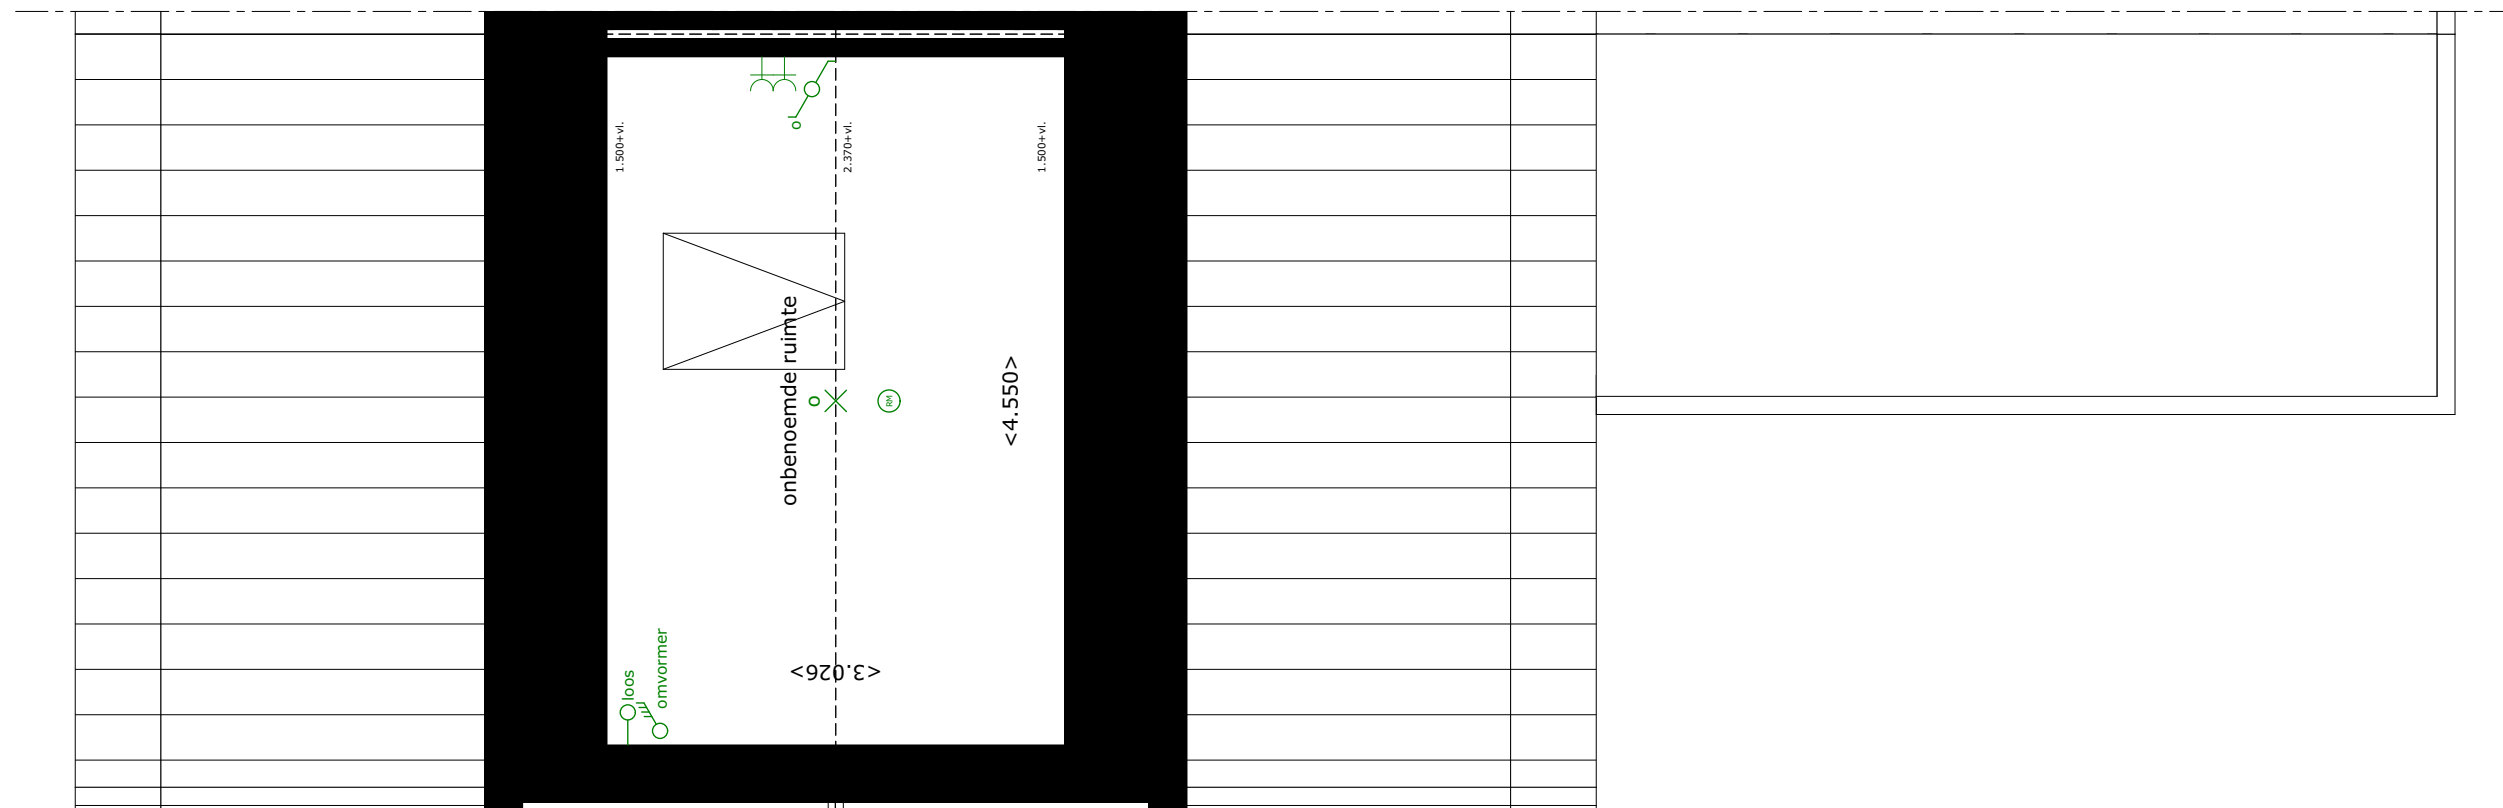 1.500+vl.
2.370+vl.
1.500+vl.
o
onbenoemde ruimte
o
RM
<4.550>
<3.026>
loos
omvormer